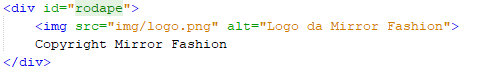 <div id="rodape">
    <img src="img/logo.png" alt="Logo da Mirror Fashion">
    Copyright Mirror Fashion
</div>